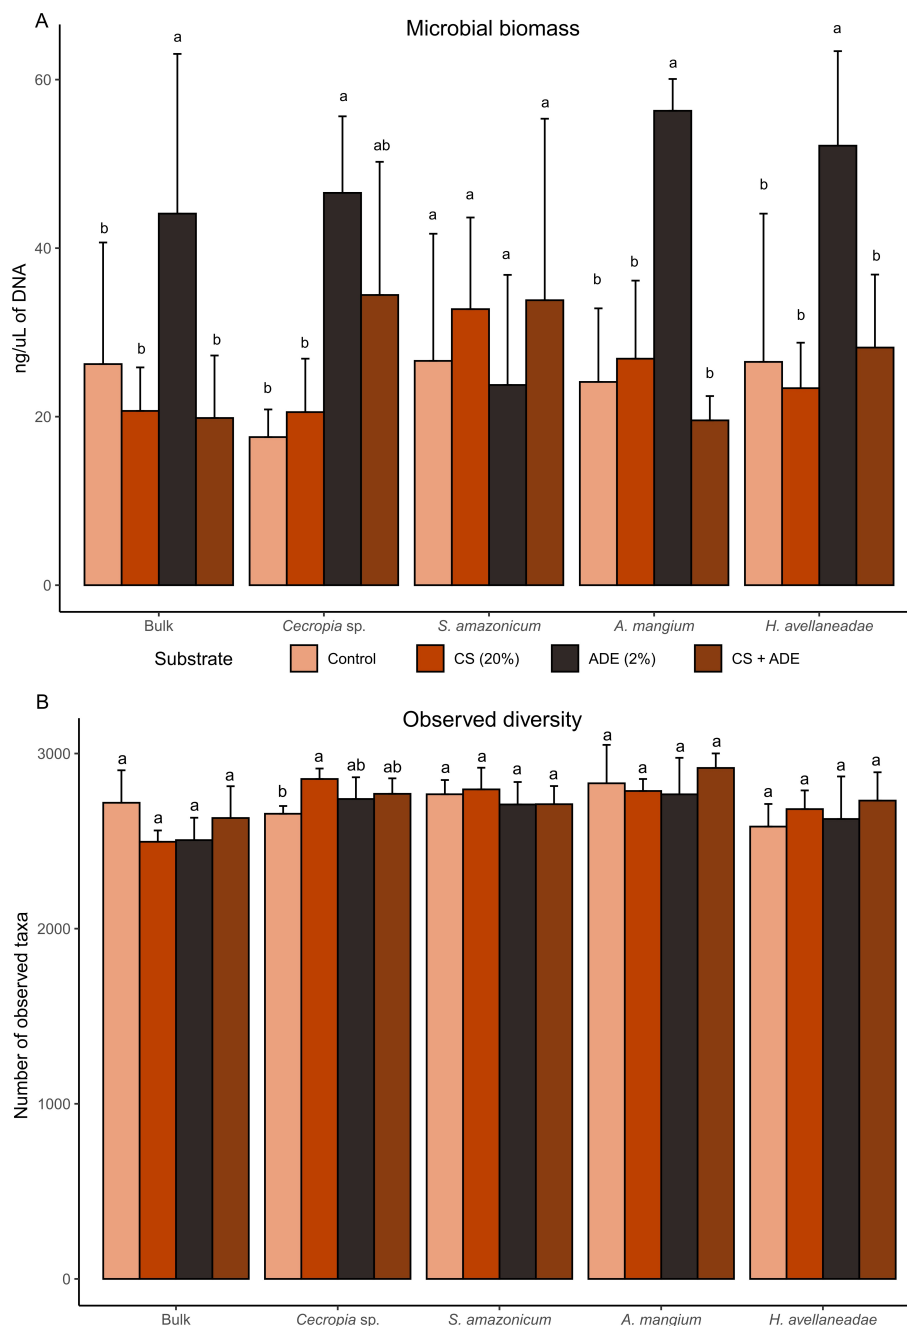 A
Microbial biomass
ng/uL of DNA
60
40
20
0
b b a b
b b a ab
a a a a
b b a b
b b a b
Bulk Cecropia sp. S. amazonicum A. mangium H. avellaneadae
Substrate Control CS (20%) ADE (2%) CS + ADE
B
Observed diversity
Number of observed taxa
3000
2000
1000
0
a a a a
b a ab ab
a a a a
a a a a
a a a a
Bulk Cecropia sp. S. amazonicum A. mangium H. avellaneadae